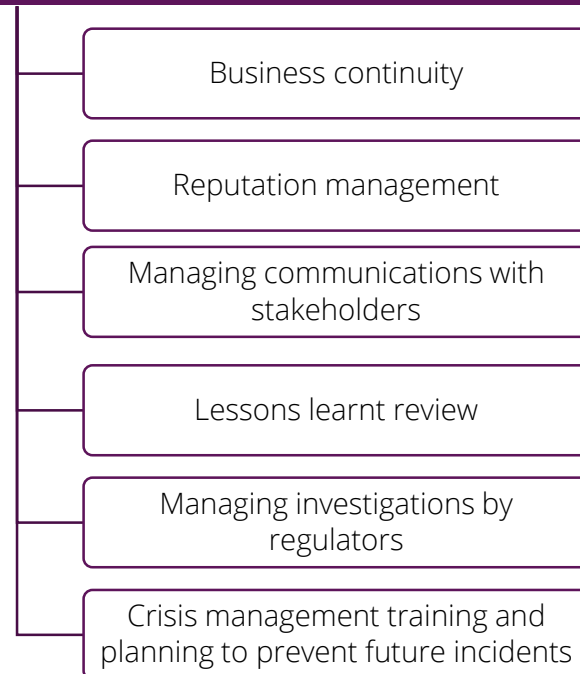 Business continuity
Reputation management
Managing communications with
stakeholders
Lessons learnt review
Managing investigations by
regulators
Crisis management training and
planning to prevent future incidents